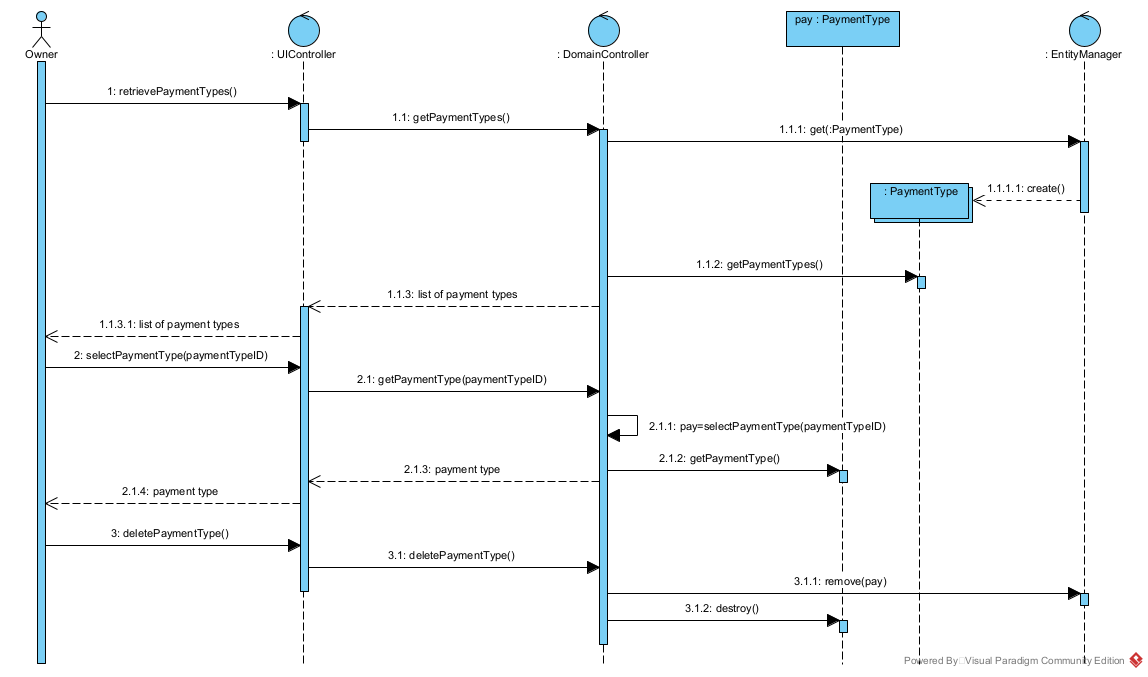 pay : PaymentType
Owner
: UIController
: DomainController
: EntityManager
1: retrievePaymentTypes()
1.1: getPaymentTypes()
1.1.1: get(:PaymentType)
: PaymentType
1.1.1.1: create()
1.1.2: getPaymentTypes()
1.1.3: list of payment types
1.1.3.1: list of payment types
2: selectPaymentType(paymentTypeID)
2.1: getPaymentType(paymentTypeID)
2.1.1: pay=selectPaymentType(paymentTypeID)
2.1.2: getPaymentType()
2.1.3: payment type
2.1.4: payment type
3: deletePaymentType()
3.1: deletePaymentType()
3.1.1: remove(pay)
3.1.2: destroy()
Powered By Visual Paradigm Community Edition